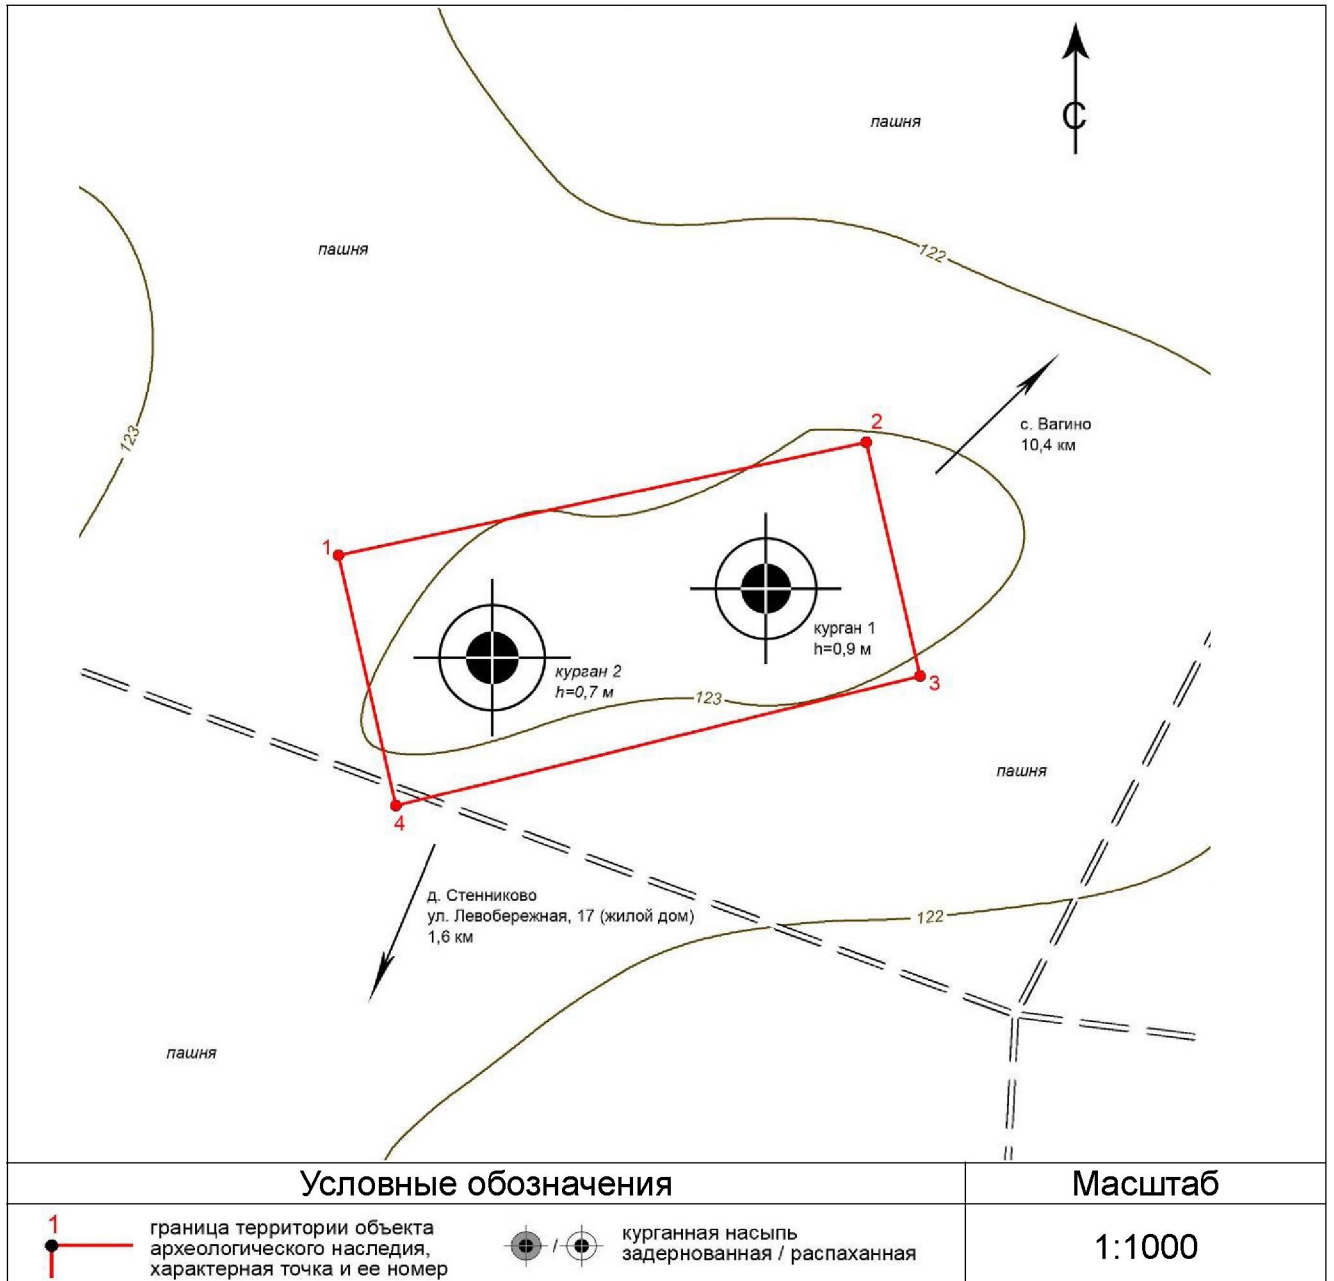 пашня
С
пашня
122
123
с. Вагино
10,4 км
2
1
курган 1
h=0,9 м
курган 2
h=0,7 м
123
3
пашня
4
д. Стенниково
ул. Левобережная, 17 (жилой дом)
1,6 км
122
пашня
Условные обозначения
Масштаб
1
граница территории объекта
археологического наследия,
характерная точка и ее номер
/
курганная насыпь
задернованная / распаханная
1:1000